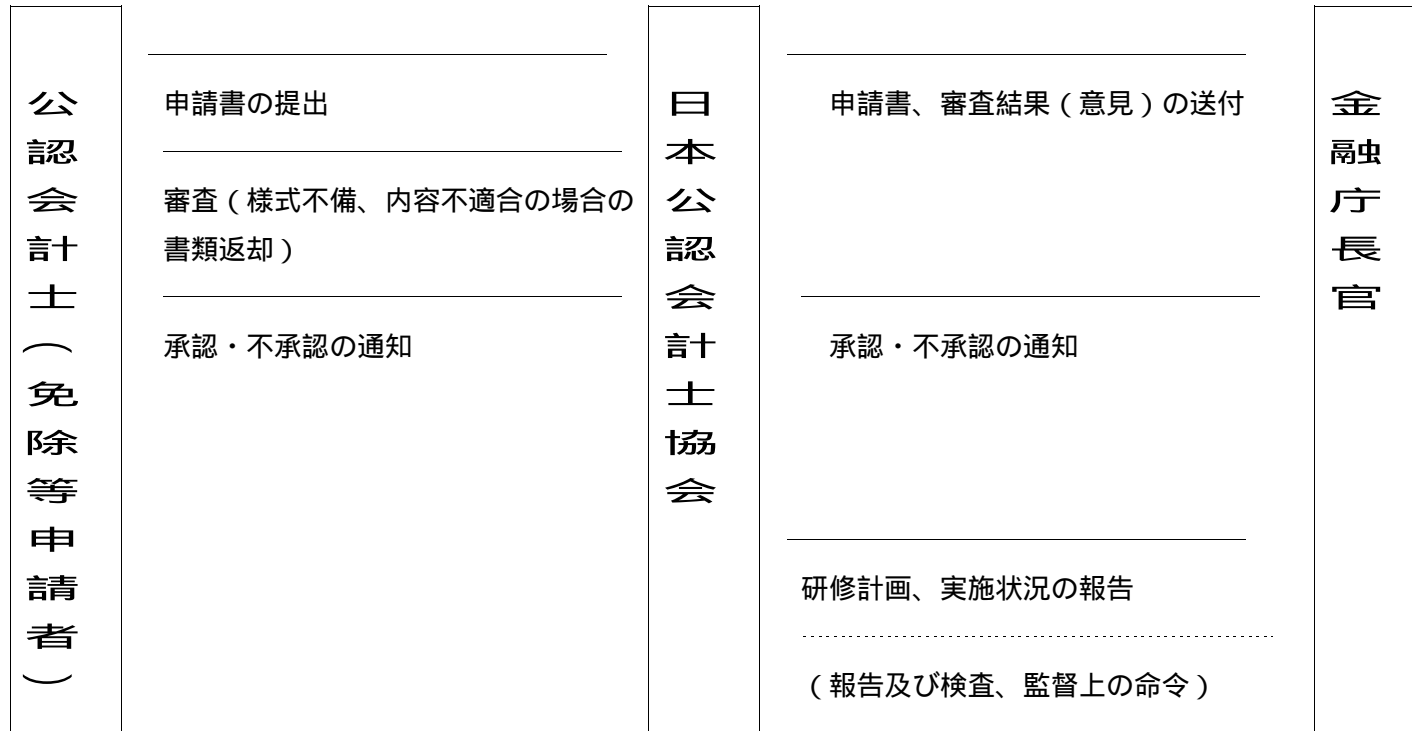 公認会計士（免除等申請者）
申請書の提出
審査（様式不備、内容不適合の場合の
書類返却）
承認・不承認の通知
日本公認会計士協会
申請書、審査結果（意見）の送付
承認・不承認の通知
研修計画、実施状況の報告
（報告及び検査、監督上の命令）
金融庁長官